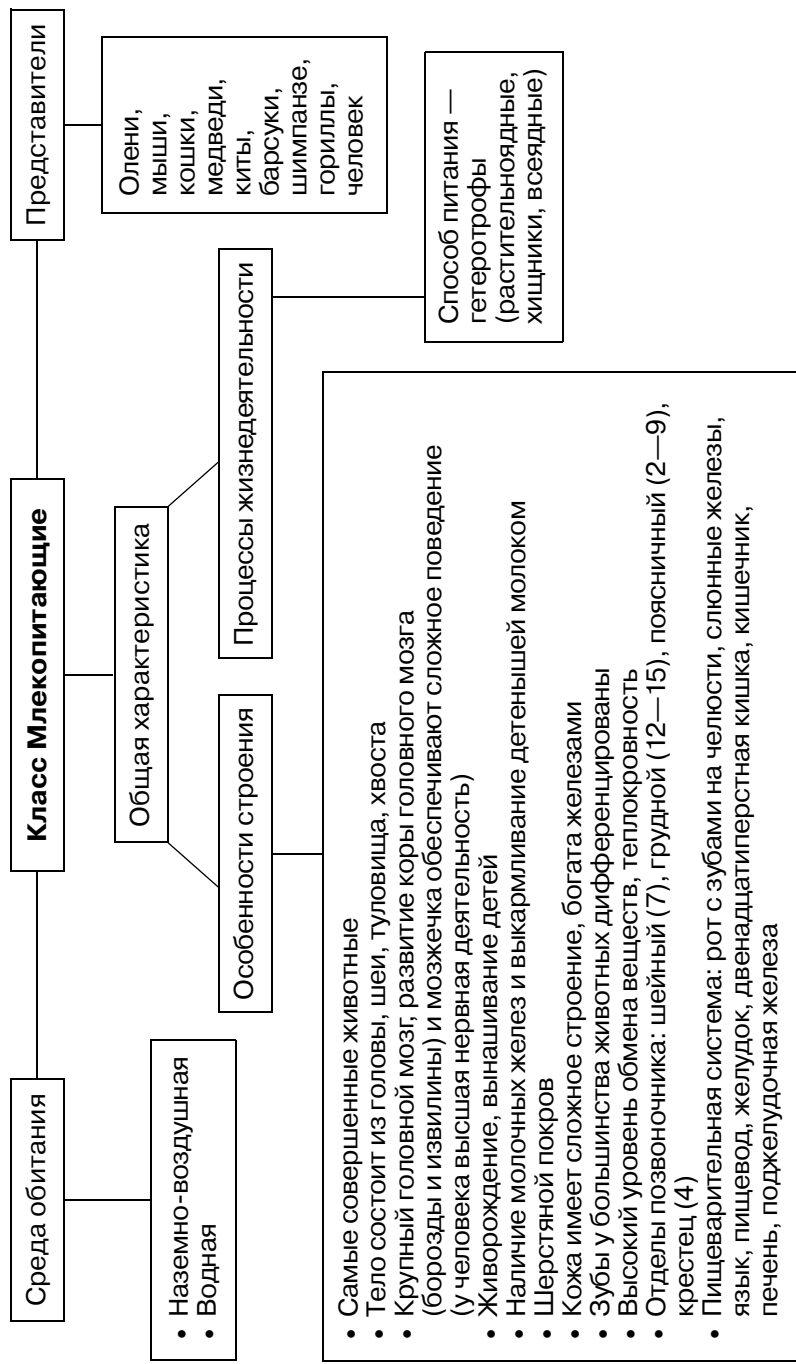 Класс Млекопитающие
Среда обитания
Общая характеристика
Представители
• Наземно-воздушная
• Водная
Особенности строения
Процессы жизнедеятельности
Олени,
мыши,
кошки,
медведи,
киты,
барсуки,
шимпанзе,
гориллы,
человек
• Самые совершенные животные
• Тело состоит из головы, шеи, туловища, хвоста
• Крупный головной мозг, развитие коры головного мозга
(борозды и извилины) и мозжечка обеспечивают сложное поведение
(у человека высшая нервная деятельность)
• Живорождение, вынашивание детей
• Наличие молочных желез и выкармливание детенышей молоком
• Шерстяной покров
• Кожа имеет сложное строение, богата железами
• Зубы у большинства животных дифференцированы
• Высокий уровень обмена веществ, теплокровность
• Отделы позвоночника: шейный (7), грудной (12—15), поясничный (2—9),
крестец (4)
• Пищеварительная система: рот с зубами на челюсти, слюнные железы,
язык, пищевод, желудок, двенадцатиперстная кишка, кишечник,
печень, поджелудочная железа
Способ питания —
гетеротрофы
(растительноядные,
хищники, всеядные)